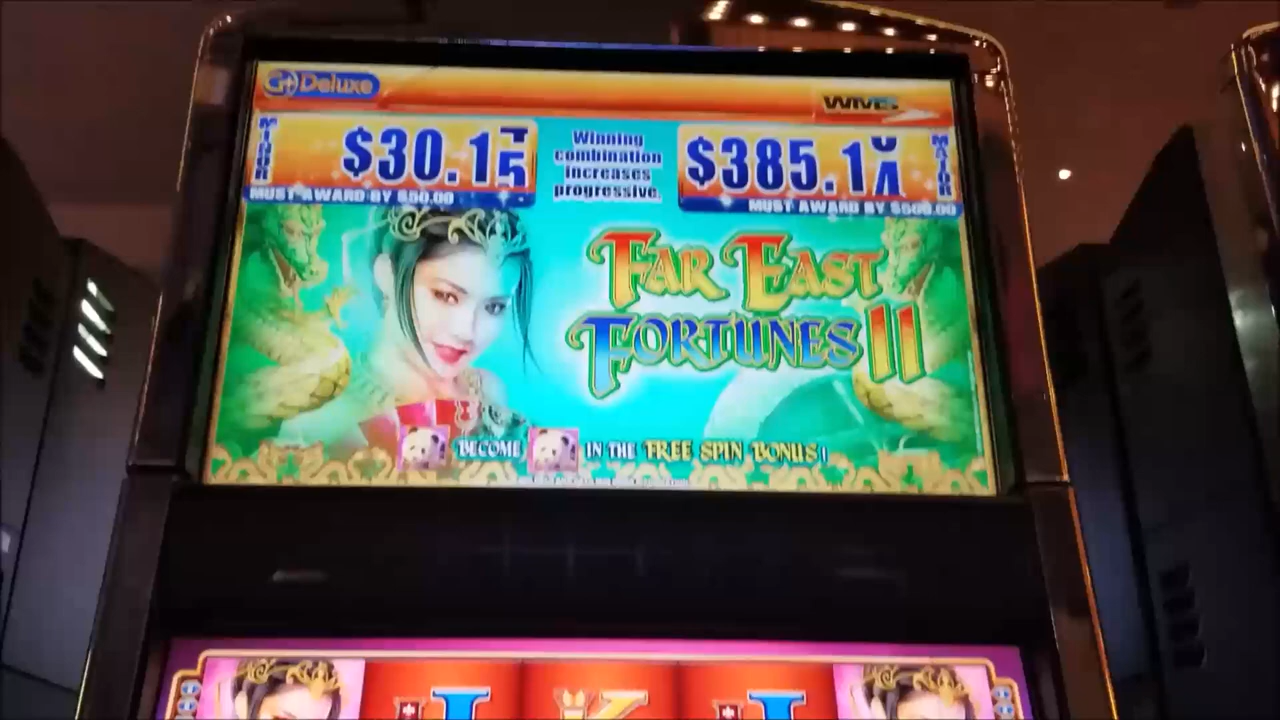 G+ Deluxe
WMS
MINOR
$30.15
MUST AWARD BY $50.00
Winning
combination
increases
progressive.
$385.1
MAJOR
MUST AWARD BY $500.00
FAR EAST
FORTUNES II
BECOME IN THE FREE SPIN BONUS!
J K J